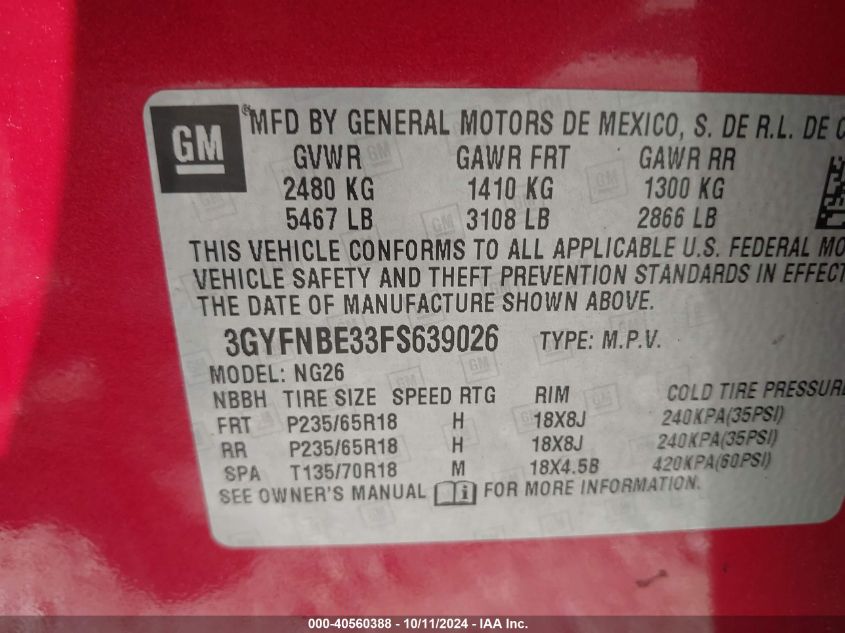 GM
® MFD BY GENERAL MOTORS DE MEXICO, S. DE R.L. DE C
GVWR GAWR FRT GAWR RR
2480 KG 1410 KG 1300 KG
5467 LB 3108 LB 2866 LB
THIS VEHICLE CONFORMS TO ALL APPLICABLE U.S. FEDERAL MO
VEHICLE SAFETY AND THEFT PREVENTION STANDARDS IN EFFECT
THE DATE OF MANUFACTURE SHOWN ABOVE.
3GYFNBE33FS639026 TYPE: M.P.V.
MODEL: NG26
NBBH TIRE SIZE SPEED RTG RIM COLD TIRE PRESSURE
FRT P235/65R18 H 18X8J 240KPA(35PSI)
RR P235/65R18 H 18X8J 240KPA(35PSI)
SPA T135/70R18 M 18X4.5B 420KPA(60PSI)
SEE OWNER'S MANUAL FOR MORE INFORMATION.
000-40560388 - 10/11/2024 - IAA Inc.